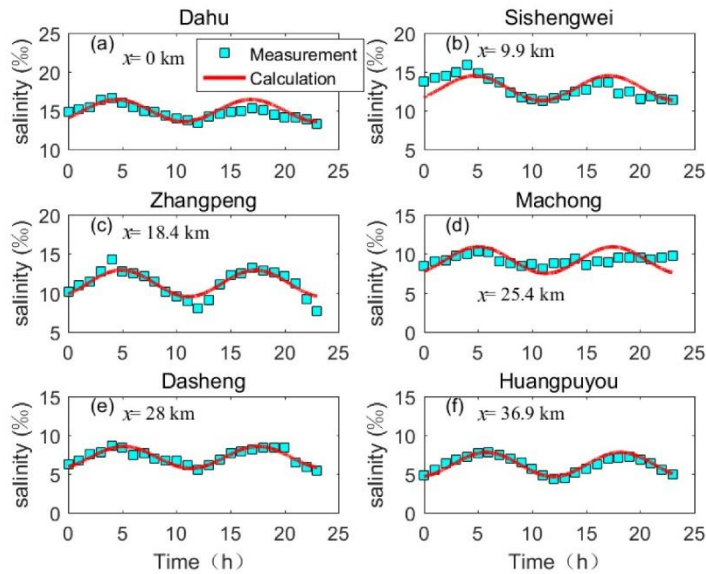 Dahu
Sishengwei
(a)
x= 0 km
Measurement
Calculation
(b)
x= 9.9 km
salinity (‰)
20
15
10
0 5 10 15 20 25
salinity (‰)
20
15
10
5
0 5 10 15 20 25
Zhangpeng
Machong
(c)
x= 18.4 km
(d)
x= 25.4 km
salinity (‰)
20
15
10
5
0 5 10 15 20 25
salinity (‰)
15
10
5
0
0 5 10 15 20 25
Dasheng
Huangpuyou
(e)
x= 28 km
(f)
x= 36.9 km
salinity (‰)
15
10
5
0
0 5 10 15 20 25
Time（h）
salinity (‰)
15
10
5
0
0 5 10 15 20 25
Time（h）